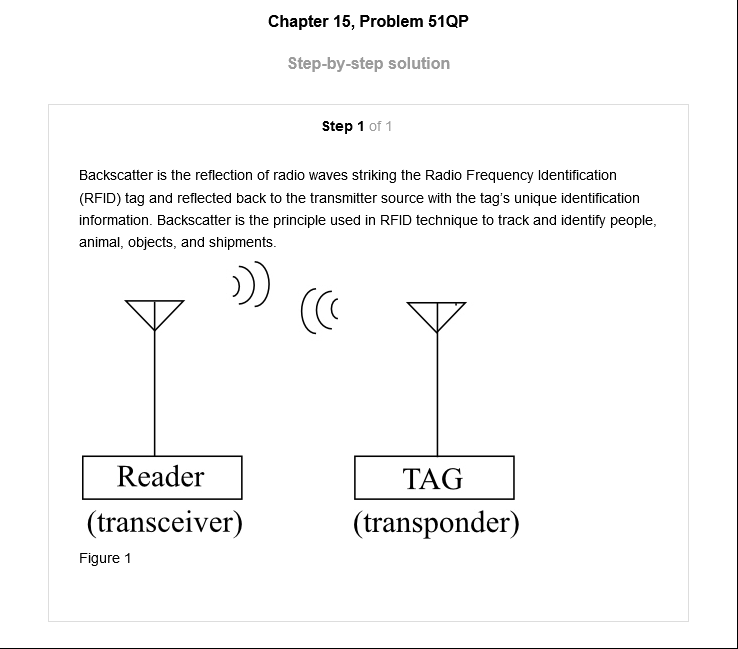 Chapter 15, Problem 51QP
Step-by-step solution
Step 1 of 1
Backscatter is the reflection of radio waves striking the Radio Frequency Identification
(RFID) tag and reflected back to the transmitter source with the tag's unique identification
information. Backscatter is the principle used in RFID technique to track and identify people,
animal, objects, and shipments.
Reader
TAG
(transceiver)
(transponder)
Figure 1